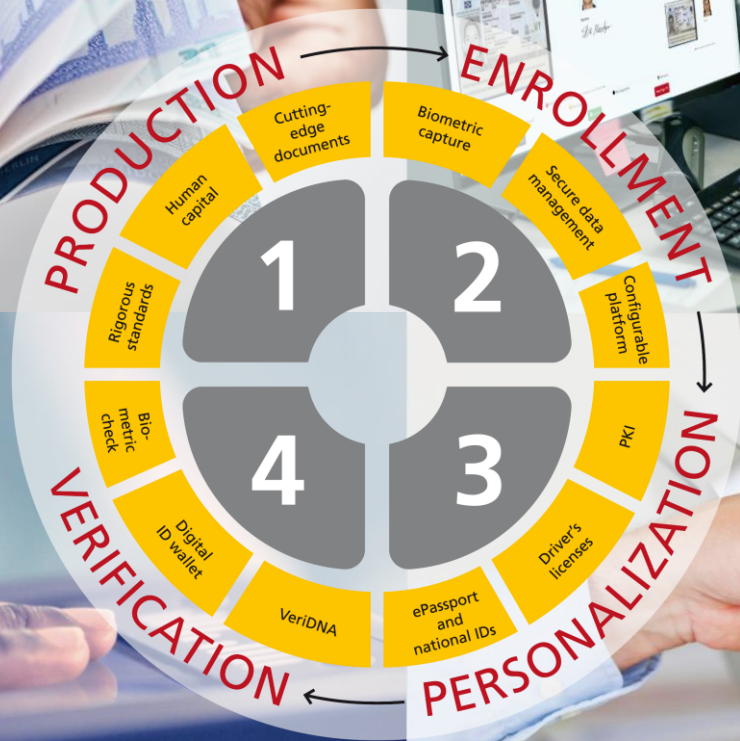 PRODUCTION
Rigorous
standards
Human
capital
Cutting-
edge
documents
1
ENROLLMENT
Biometric
capture
Secure data
management
Configurable
platform
2
PERSONALIZATION
PKI
Driver's
licenses
ePassport
and
national IDs
3
VERIFICATION
VeriDNA
Digital
ID wallet
Bio-
metric
check
4
BERLIN